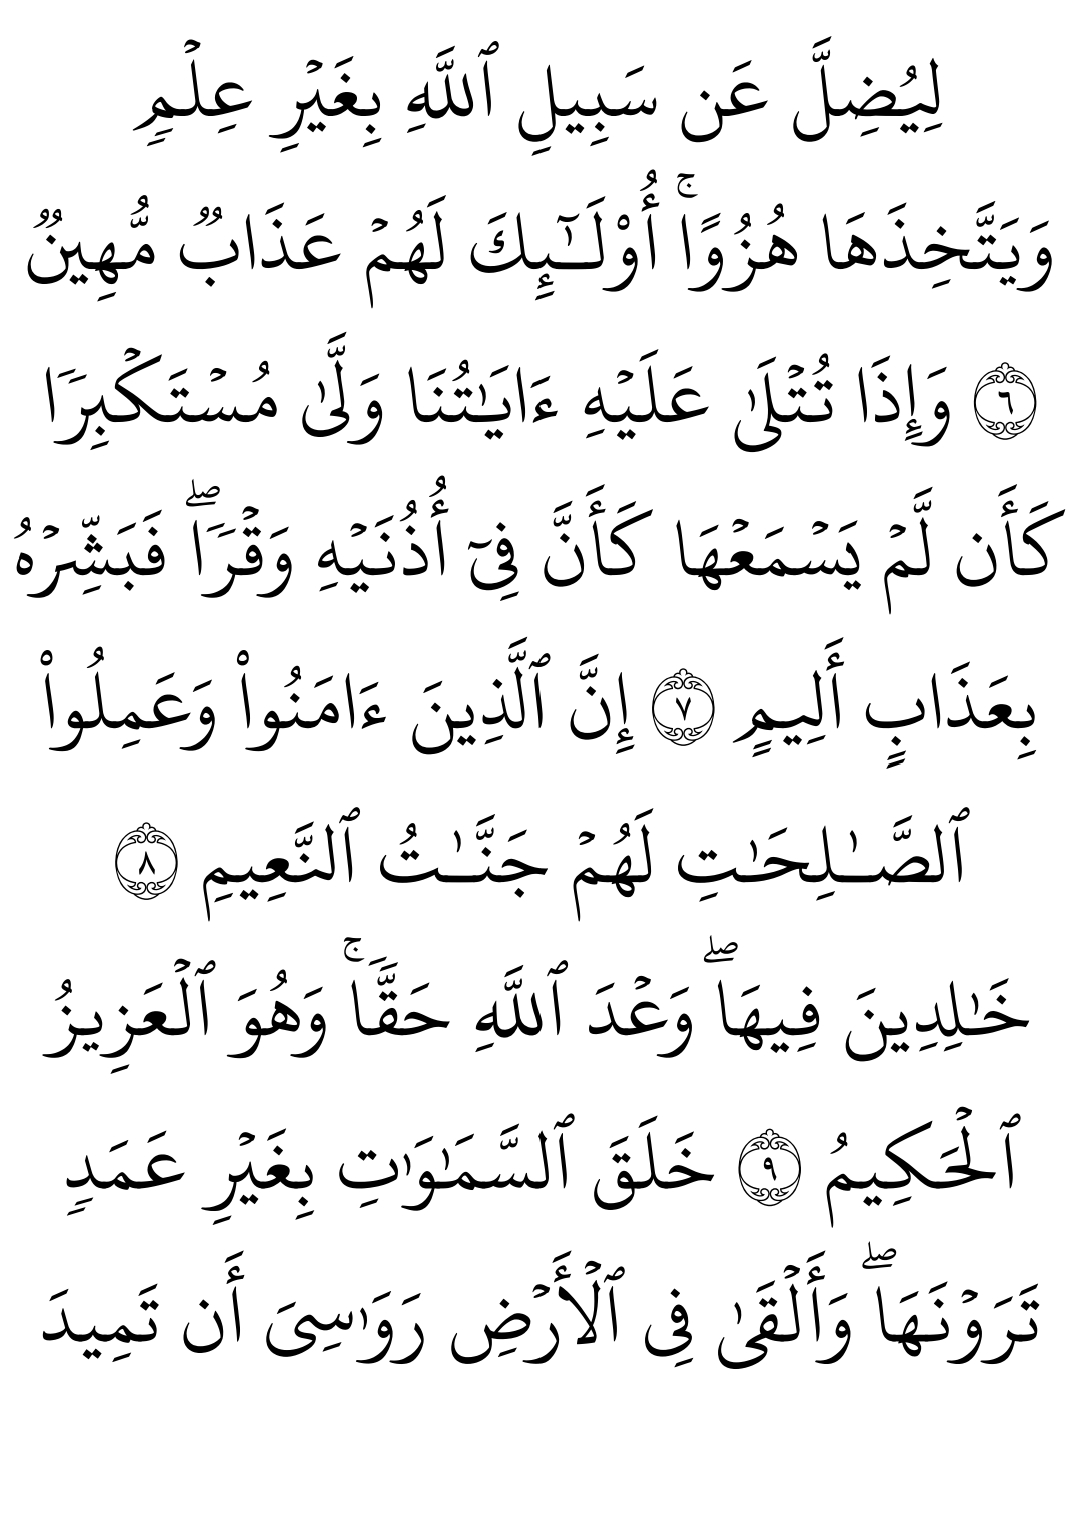 لِيُضِلَّ عَن سَبِيلِ ٱللَّهِ بِغَيۡرِ عِلۡمٖ
وَيَتَّخِذَهَا هُزُوًاۚ أُوْلَـٰٓئِكَ لَهُمۡ عَذَابٞ مُّهِينٞ
٦ وَإِذَا تُتۡلَىٰ عَلَيۡهِ ءَايَٰتُنَا وَلَّىٰ مُسۡتَكۡبِرٗا
كَأَن لَّمۡ يَسۡمَعۡهَا كَأَنَّ فِيٓ أُذُنَيۡهِ وَقۡرٗاۖ فَبَشِّرۡهُ
بِعَذَابٍ أَلِيمٍ ٧ إِنَّ ٱلَّذِينَ ءَامَنُواْ وَعَمِلُواْ
ٱلصَّـٰلِحَٰتِ لَهُمۡ جَنَّـٰتُ ٱلنَّعِيمِ ٨
خَٰلِدِينَ فِيهَاۖ وَعۡدَ ٱللَّهِ حَقّٗاۚ وَهُوَ ٱلۡعَزِيزُ
ٱلۡحَكِيمُ ٩ خَلَقَ ٱلسَّمَٰوَٰتِ بِغَيۡرِ عَمَدٖ
تَرَوۡنَهَاۖ وَأَلۡقَىٰ فِي ٱلۡأَرۡضِ رَوَٰسِيَ أَن تَمِيدَ